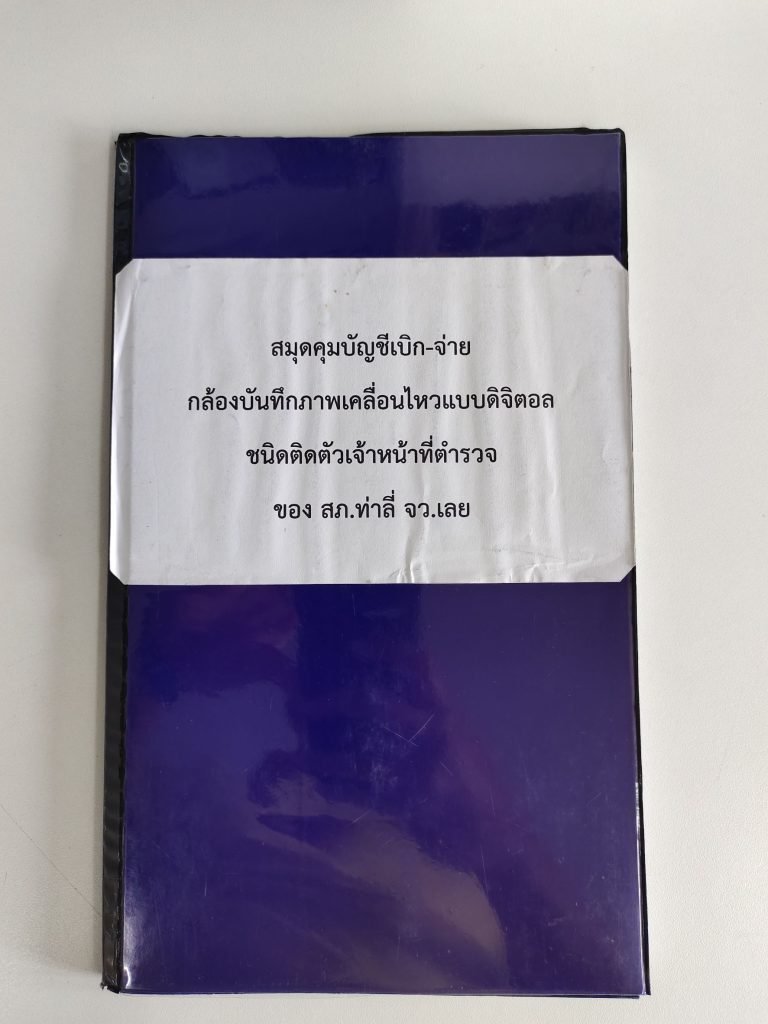 สมุดคุมบัญชีเบิก-จ่าย
กล้องบันทึกภาพเคลื่อนไหวแบบดิจิตอล
ชนิดติดตัวเจ้าหน้าที่ตำรวจ
ของ สภ.ท่าลี่ จว.เลย